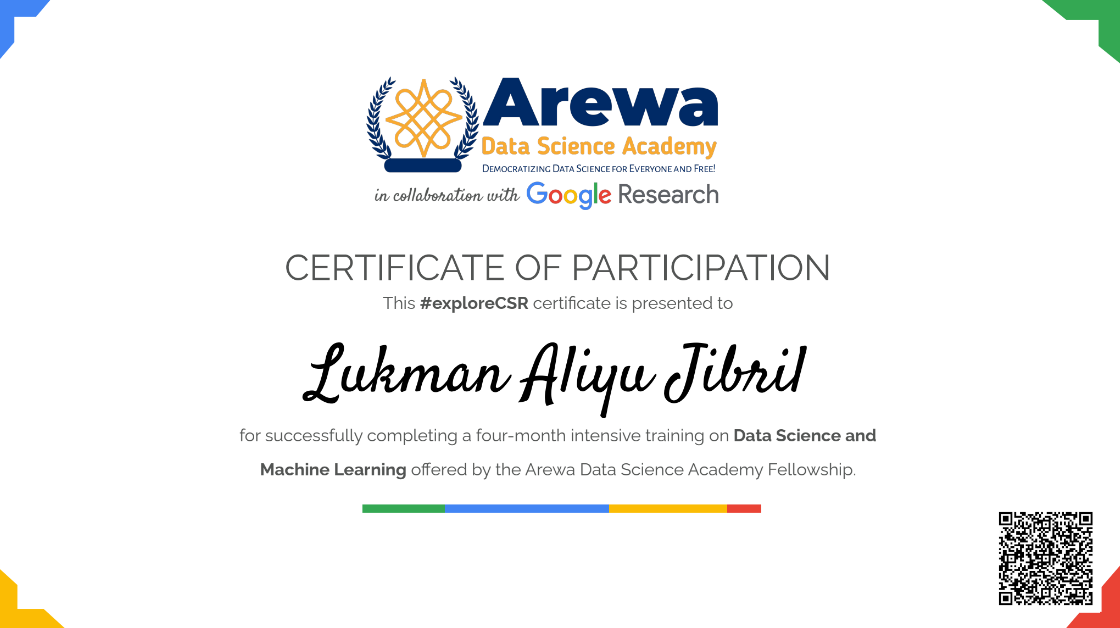 Arewa
Data Science Academy
Democratizing Data Science for Everyone and Free!
in collaboration with Google Research
CERTIFICATE OF PARTICIPATION
This #exploreCSR certificate is presented to
Lukman Aliyu Jibril
for successfully completing a four-month intensive training on Data Science and
Machine Learning offered by the Arewa Data Science Academy Fellowship.